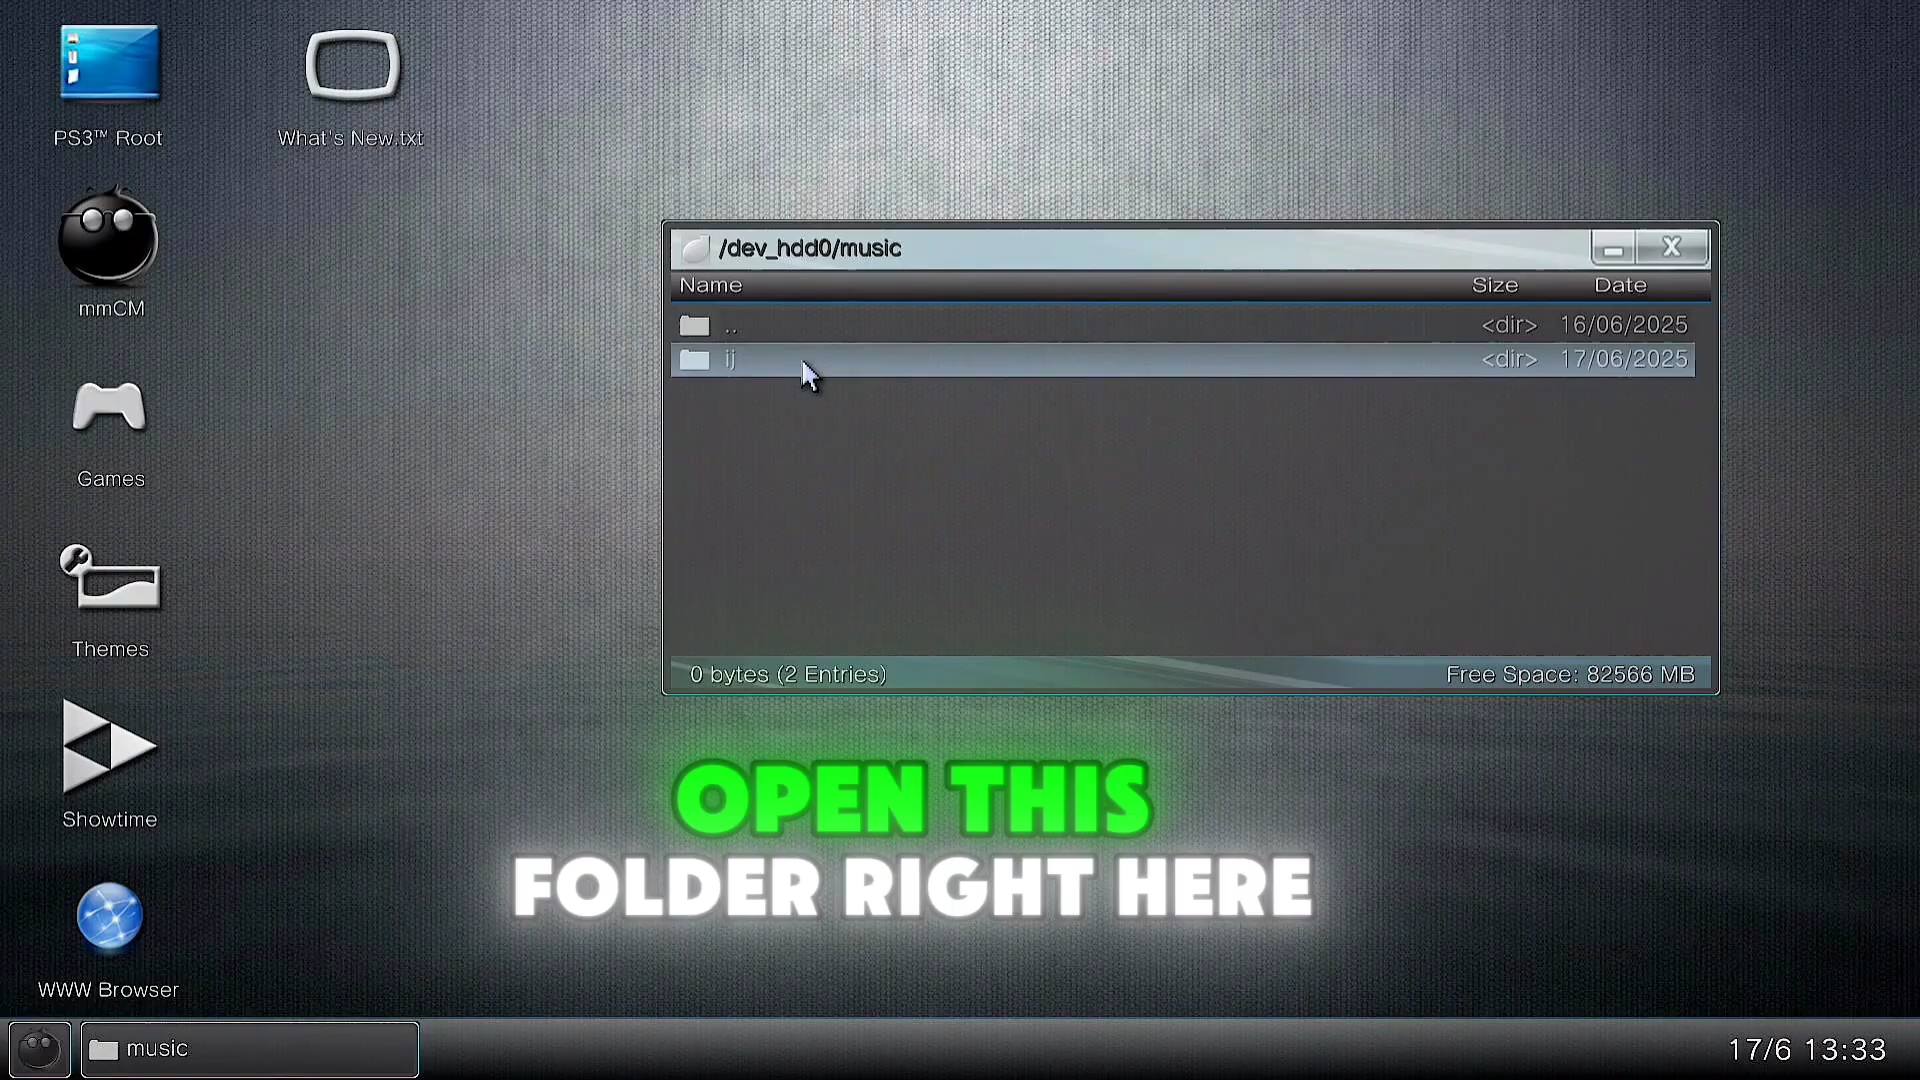 PS3™ Root
What's New.txt
mmCM
Games
Themes
Showtime
WWW Browser
/dev_hdd0/music
X
Name Size Date
.. <dir> 16/06/2025
ij <dir> 17/06/2025
0 bytes (2 Entries) Free Space: 82566 MB
OPEN THIS
FOLDER RIGHT HERE
music
17/6 13:33